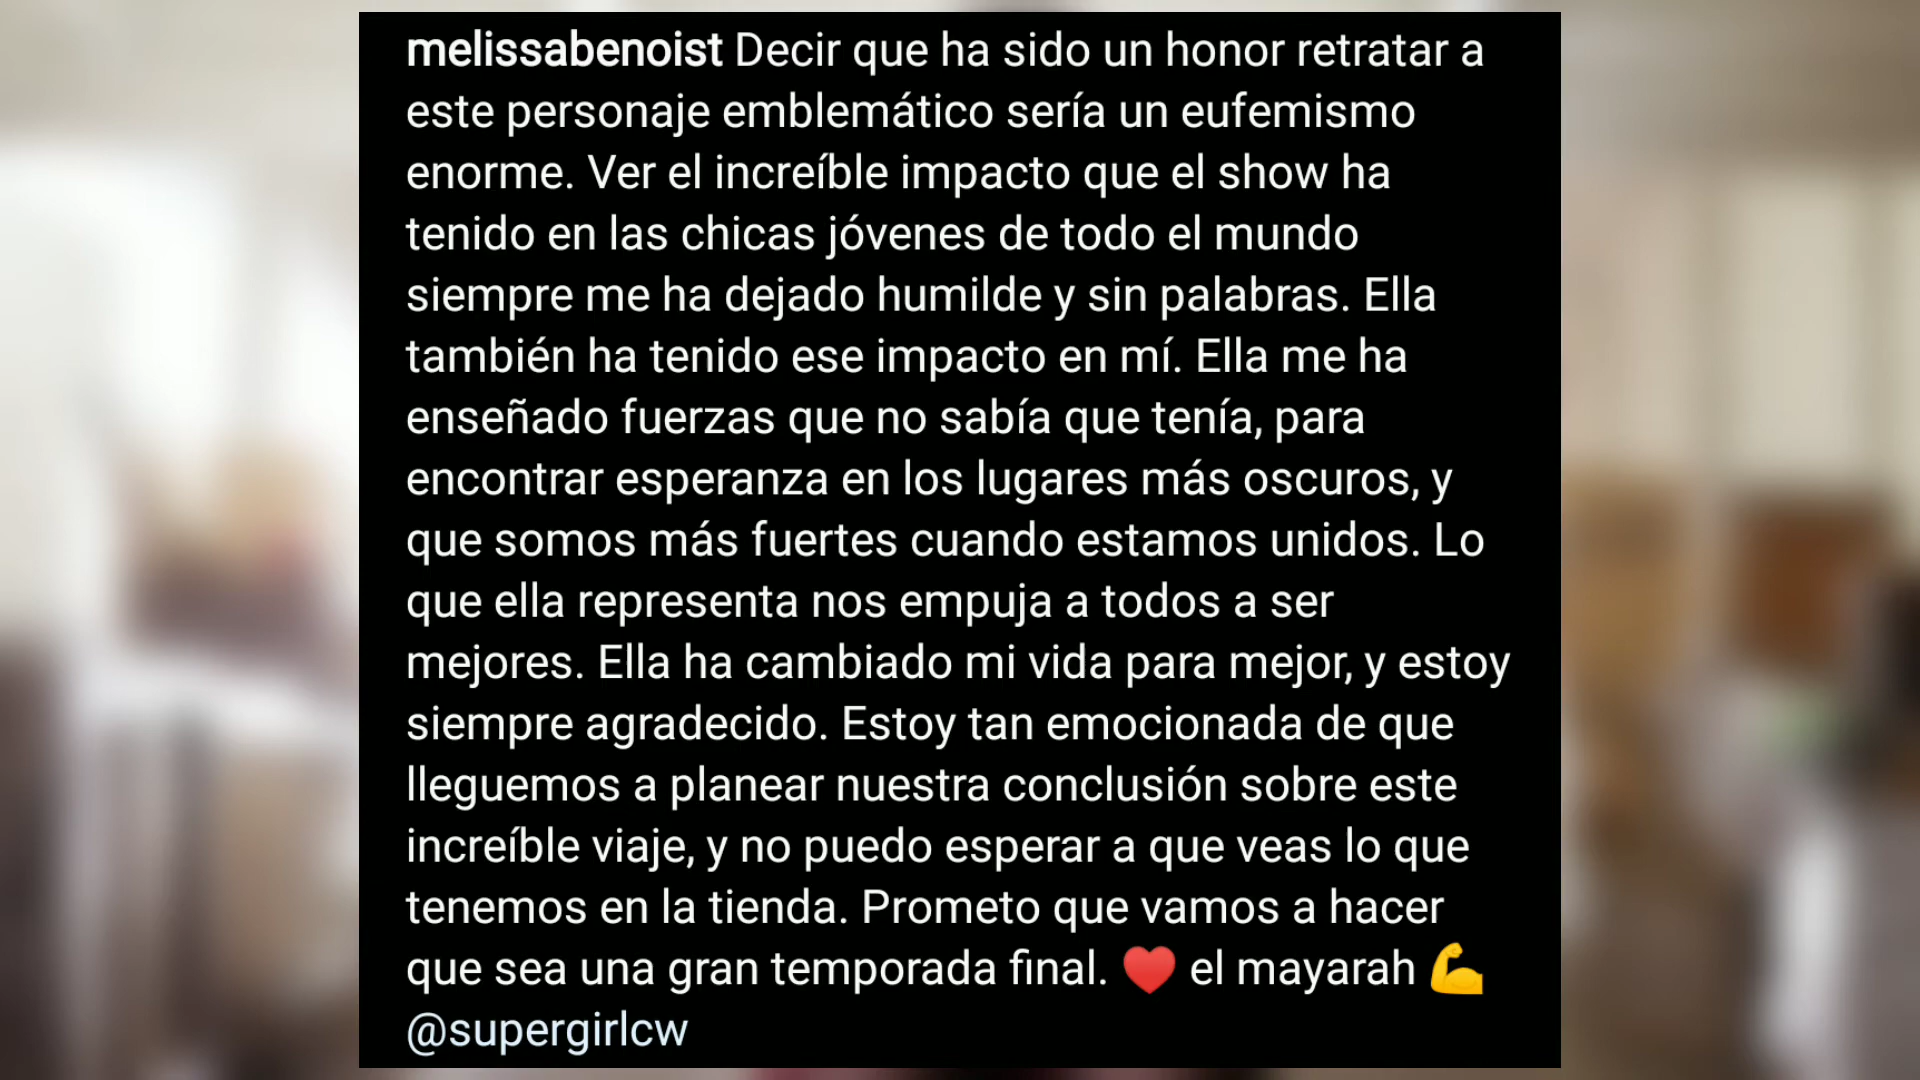 melissabenoist Decir que ha sido un honor retratar a
este personaje emblemático sería un eufemismo
enorme. Ver el increíble impacto que el show ha
tenido en las chicas jóvenes de todo el mundo
siempre me ha dejado humilde y sin palabras. Ella
también ha tenido ese impacto en mí. Ella me ha
enseñado fuerzas que no sabía que tenía, para
encontrar esperanza en los lugares más oscuros, y
que somos más fuertes cuando estamos unidos. Lo
que ella representa nos empuja a todos a ser
mejores. Ella ha cambiado mi vida para mejor, y estoy
siempre agradecido. Estoy tan emocionada de que
lleguemos a planear nuestra conclusión sobre este
increíble viaje, y no puedo esperar a que veas lo que
tenemos en la tienda. Prometo que vamos a hacer
que sea una gran temporada final. ♥️ el mayarah 💪
@supergirlcw